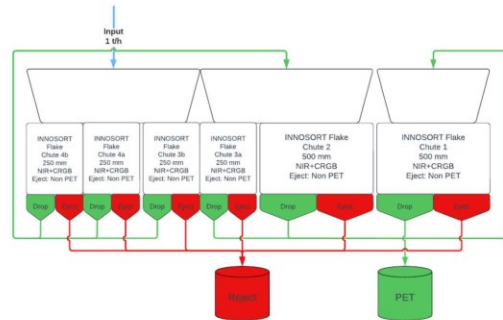 Input
1 t/h
INNOSORT
Flake
Chute 4b
250 mm
NIR+CRGB
Eject: Non PET
INNOSORT
Flake
Chute 4a
250 mm
NIR+CRGB
Eject: Non PET
INNOSORT
Flake
Chute 3b
250 mm
NIR+CRGB
Eject: Non PET
INNOSORT
Flake
Chute 3a
250 mm
NIR+CRGB
Eject: Non PET
INNOSORT Flake
Chute 2
500 mm
NIR+CRGB
Eject: Non PET
INNOSORT Flake
Chute 1
500 mm
NIR+CRGB
Eject: Non PET
Drop
Eject
Drop
Eject
Drop
Eject
Drop
Eject
Drop
Eject
Drop
Eject
Reject
PET